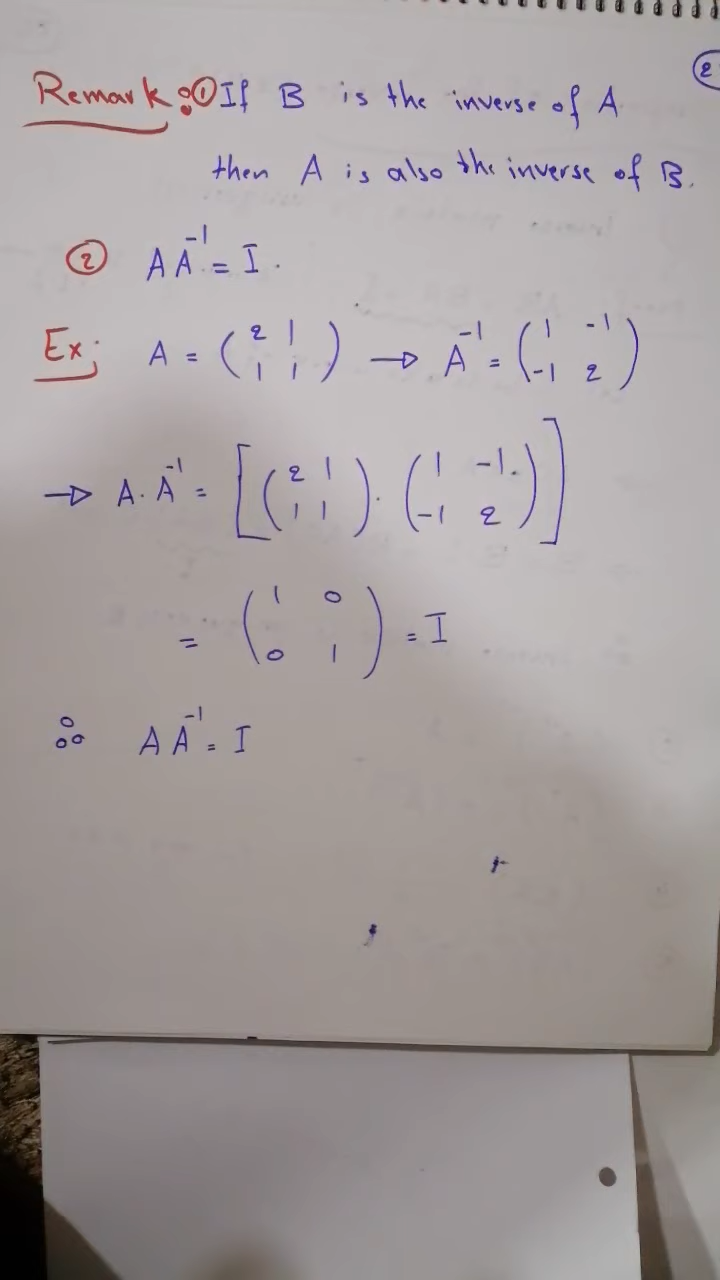 2
Remark: ① If B is the inverse of A
then A is also the inverse of B.
② A A⁻¹ = I.
Ex: A = (2 1
1 1) → A⁻¹ = (1 -1
-1 2)
→ A. A⁻¹ = [(2 1
1 1) . (1 -1
-1 2)]
= (1 0
0 1) = I
∴ A A⁻¹ = I